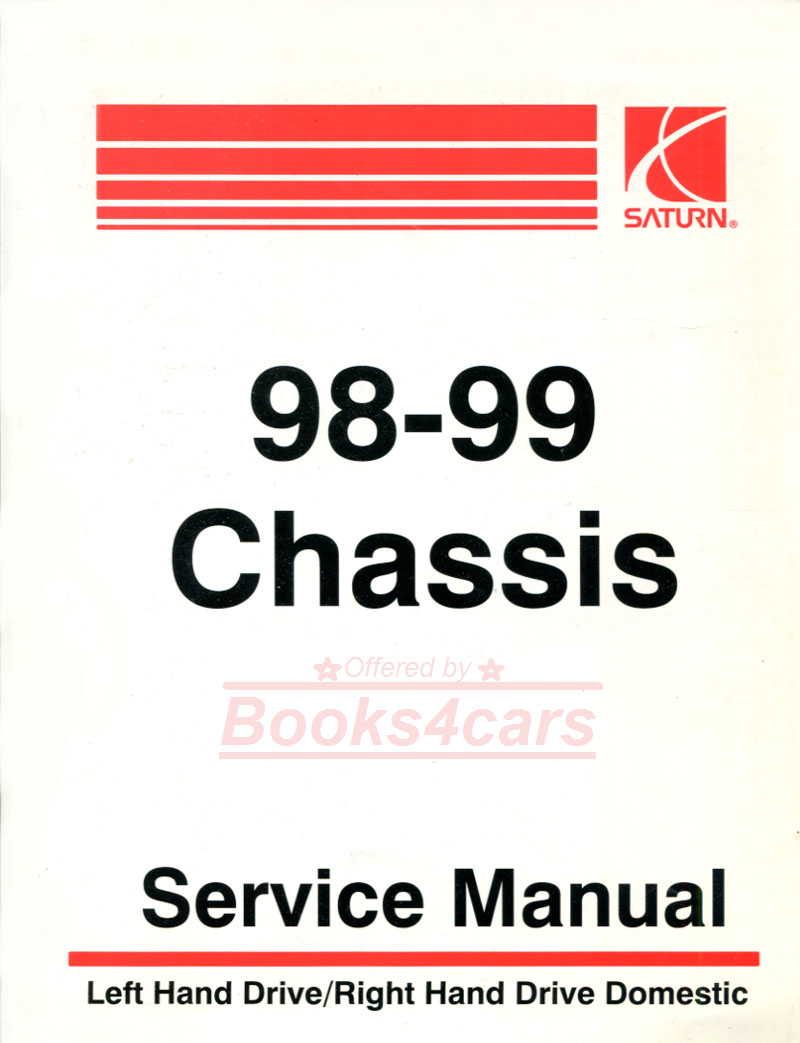 SATURN®
98-99
Chassis
Offered by
Books4cars
Service Manual
Left Hand Drive/Right Hand Drive Domestic